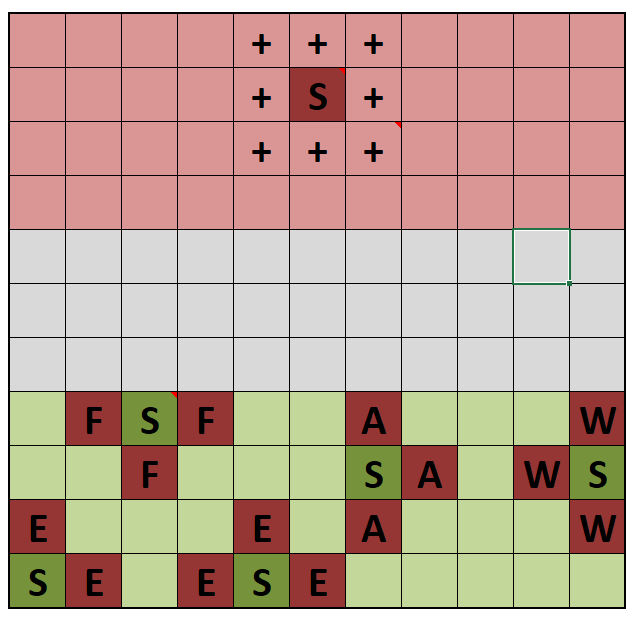 + + +
+ S +
+ + +
F S F A W
F S A W S
E E A W
S E E S E